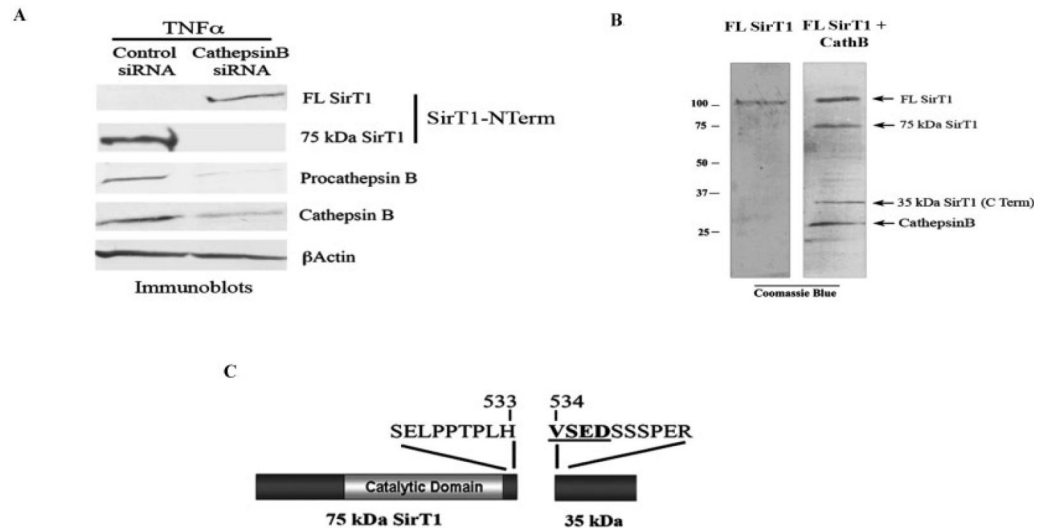 A
TNFα
Control CathepsinB
siRNA siRNA
FL SirT1
SirT1-NTerm
75 kDa SirT1
Procathepsin B
Cathepsin B
βActin
Immunoblots
B
FL SirT1 FL SirT1 +
CathB
100
75
50
37
25
FL SirT1
75 kDa SirT1
35 kDa SirT1 (C Term)
CathepsinB
Coomassie Blue
C
533 534
SELPPTPLH VSEDSSSPER
Catalytic Domain
75 kDa SirT1 35 kDa